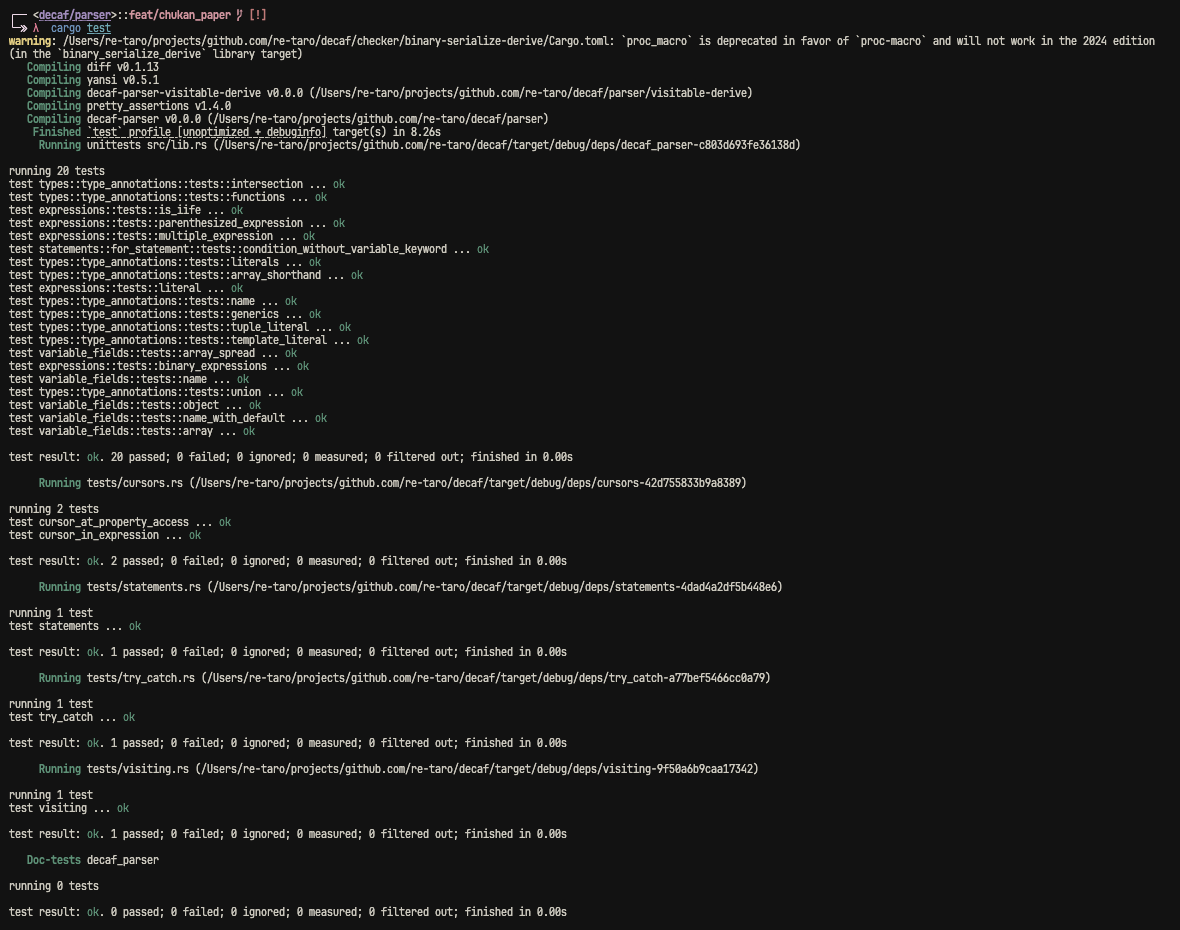 <decaf/parser>::feat/chukan_paper [!]
λ cargo test
warning: /Users/re-taro/projects/github.com/re-taro/decaf/checker/binary-serialize-derive/Cargo.toml: `proc_macro` is deprecated in favor of `proc-macro` and will not work in the 2024 edition
(in the `binary_serialize_derive` library target)
Compiling diff v0.1.13
Compiling yansi v0.5.1
Compiling decaf-parser-visitable-derive v0.0.0 (/Users/re-taro/projects/github.com/re-taro/decaf/parser/visitable-derive)
Compiling pretty_assertions v1.4.0
Compiling decaf-parser v0.0.0 (/Users/re-taro/projects/github.com/re-taro/decaf/parser)
Finished `test` profile [unoptimized + debuginfo] target(s) in 8.26s
Running unittests src/lib.rs (/Users/re-taro/projects/github.com/re-taro/decaf/target/debug/deps/decaf_parser-c803d693fe36138d)
running 20 tests
test types::type_annotations::tests::intersection ... ok
test types::type_annotations::tests::functions ... ok
test expressions::tests::is_iife ... ok
test expressions::tests::parenthesized_expression ... ok
test expressions::tests::multiple_expression ... ok
test statements::for_statement::tests::condition_without_variable_keyword ... ok
test types::type_annotations::tests::literals ... ok
test types::type_annotations::tests::array_shorthand ... ok
test expressions::tests::literal ... ok
test types::type_annotations::tests::name ... ok
test types::type_annotations::tests::generics ... ok
test types::type_annotations::tests::tuple_literal ... ok
test types::type_annotations::tests::template_literal ... ok
test variable_fields::tests::array_spread ... ok
test expressions::tests::binary_expressions ... ok
test variable_fields::tests::name ... ok
test types::type_annotations::tests::union ... ok
test variable_fields::tests::object ... ok
test variable_fields::tests::name_with_default ... ok
test variable_fields::tests::array ... ok
test result: ok. 20 passed; 0 failed; 0 ignored; 0 measured; 0 filtered out; finished in 0.00s
Running tests/cursors.rs (/Users/re-taro/projects/github.com/re-taro/decaf/target/debug/deps/cursors-42d755833b9a8389)
running 2 tests
test cursor_at_property_access ... ok
test cursor_in_expression ... ok
test result: ok. 2 passed; 0 failed; 0 ignored; 0 measured; 0 filtered out; finished in 0.00s
Running tests/statements.rs (/Users/re-taro/projects/github.com/re-taro/decaf/target/debug/deps/statements-4dad4a2df5b448e6)
running 1 test
test statements ... ok
test result: ok. 1 passed; 0 failed; 0 ignored; 0 measured; 0 filtered out; finished in 0.00s
Running tests/try_catch.rs (/Users/re-taro/projects/github.com/re-taro/decaf/target/debug/deps/try_catch-a77bef5466cc0a79)
running 1 test
test try_catch ... ok
test result: ok. 1 passed; 0 failed; 0 ignored; 0 measured; 0 filtered out; finished in 0.00s
Running tests/visiting.rs (/Users/re-taro/projects/github.com/re-taro/decaf/target/debug/deps/visiting-9f50a6b9caa17342)
running 1 test
test visiting ... ok
test result: ok. 1 passed; 0 failed; 0 ignored; 0 measured; 0 filtered out; finished in 0.00s
Doc-tests decaf_parser
running 0 tests
test result: ok. 0 passed; 0 failed; 0 ignored; 0 measured; 0 filtered out; finished in 0.00s